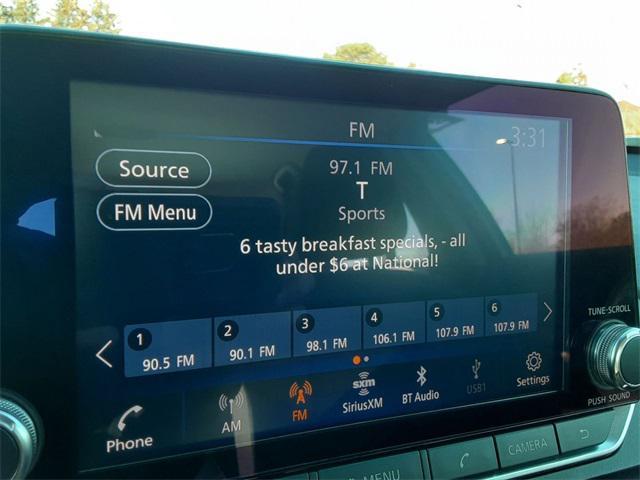 FM
3:31
Source
97.1 FM
T
FM Menu
Sports
6 tasty breakfast specials, - all
under $6 at National!
1 2 3 4 5 6
90.5 FM 90.1 FM 98.1 FM 106.1 FM 107.9 FM 107.9 FM
TUNE·SCROLL
PUSH SOUND
Phone AM FM SiriusXM BT Audio USB1 Settings
sxm
MENU
CAMERA